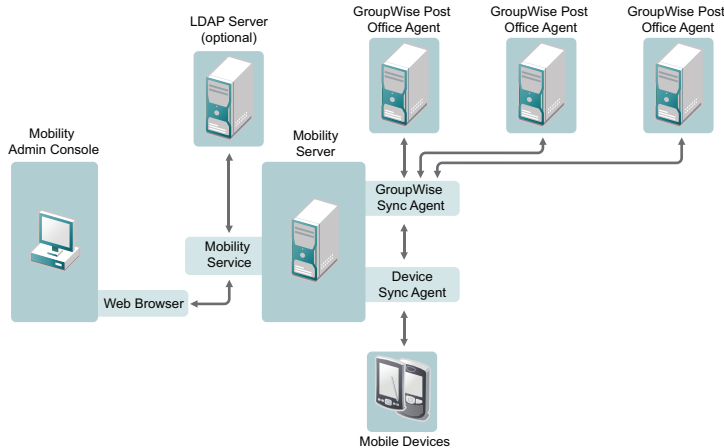 GroupWise Post
Office Agent
GroupWise Post
Office Agent
GroupWise Post
Office Agent
LDAP Server
(optional)
Mobility
Admin Console
Mobility
Server
GroupWise
Sync Agent
Mobility
Service
Device
Sync Agent
Web Browser
Mobile Devices